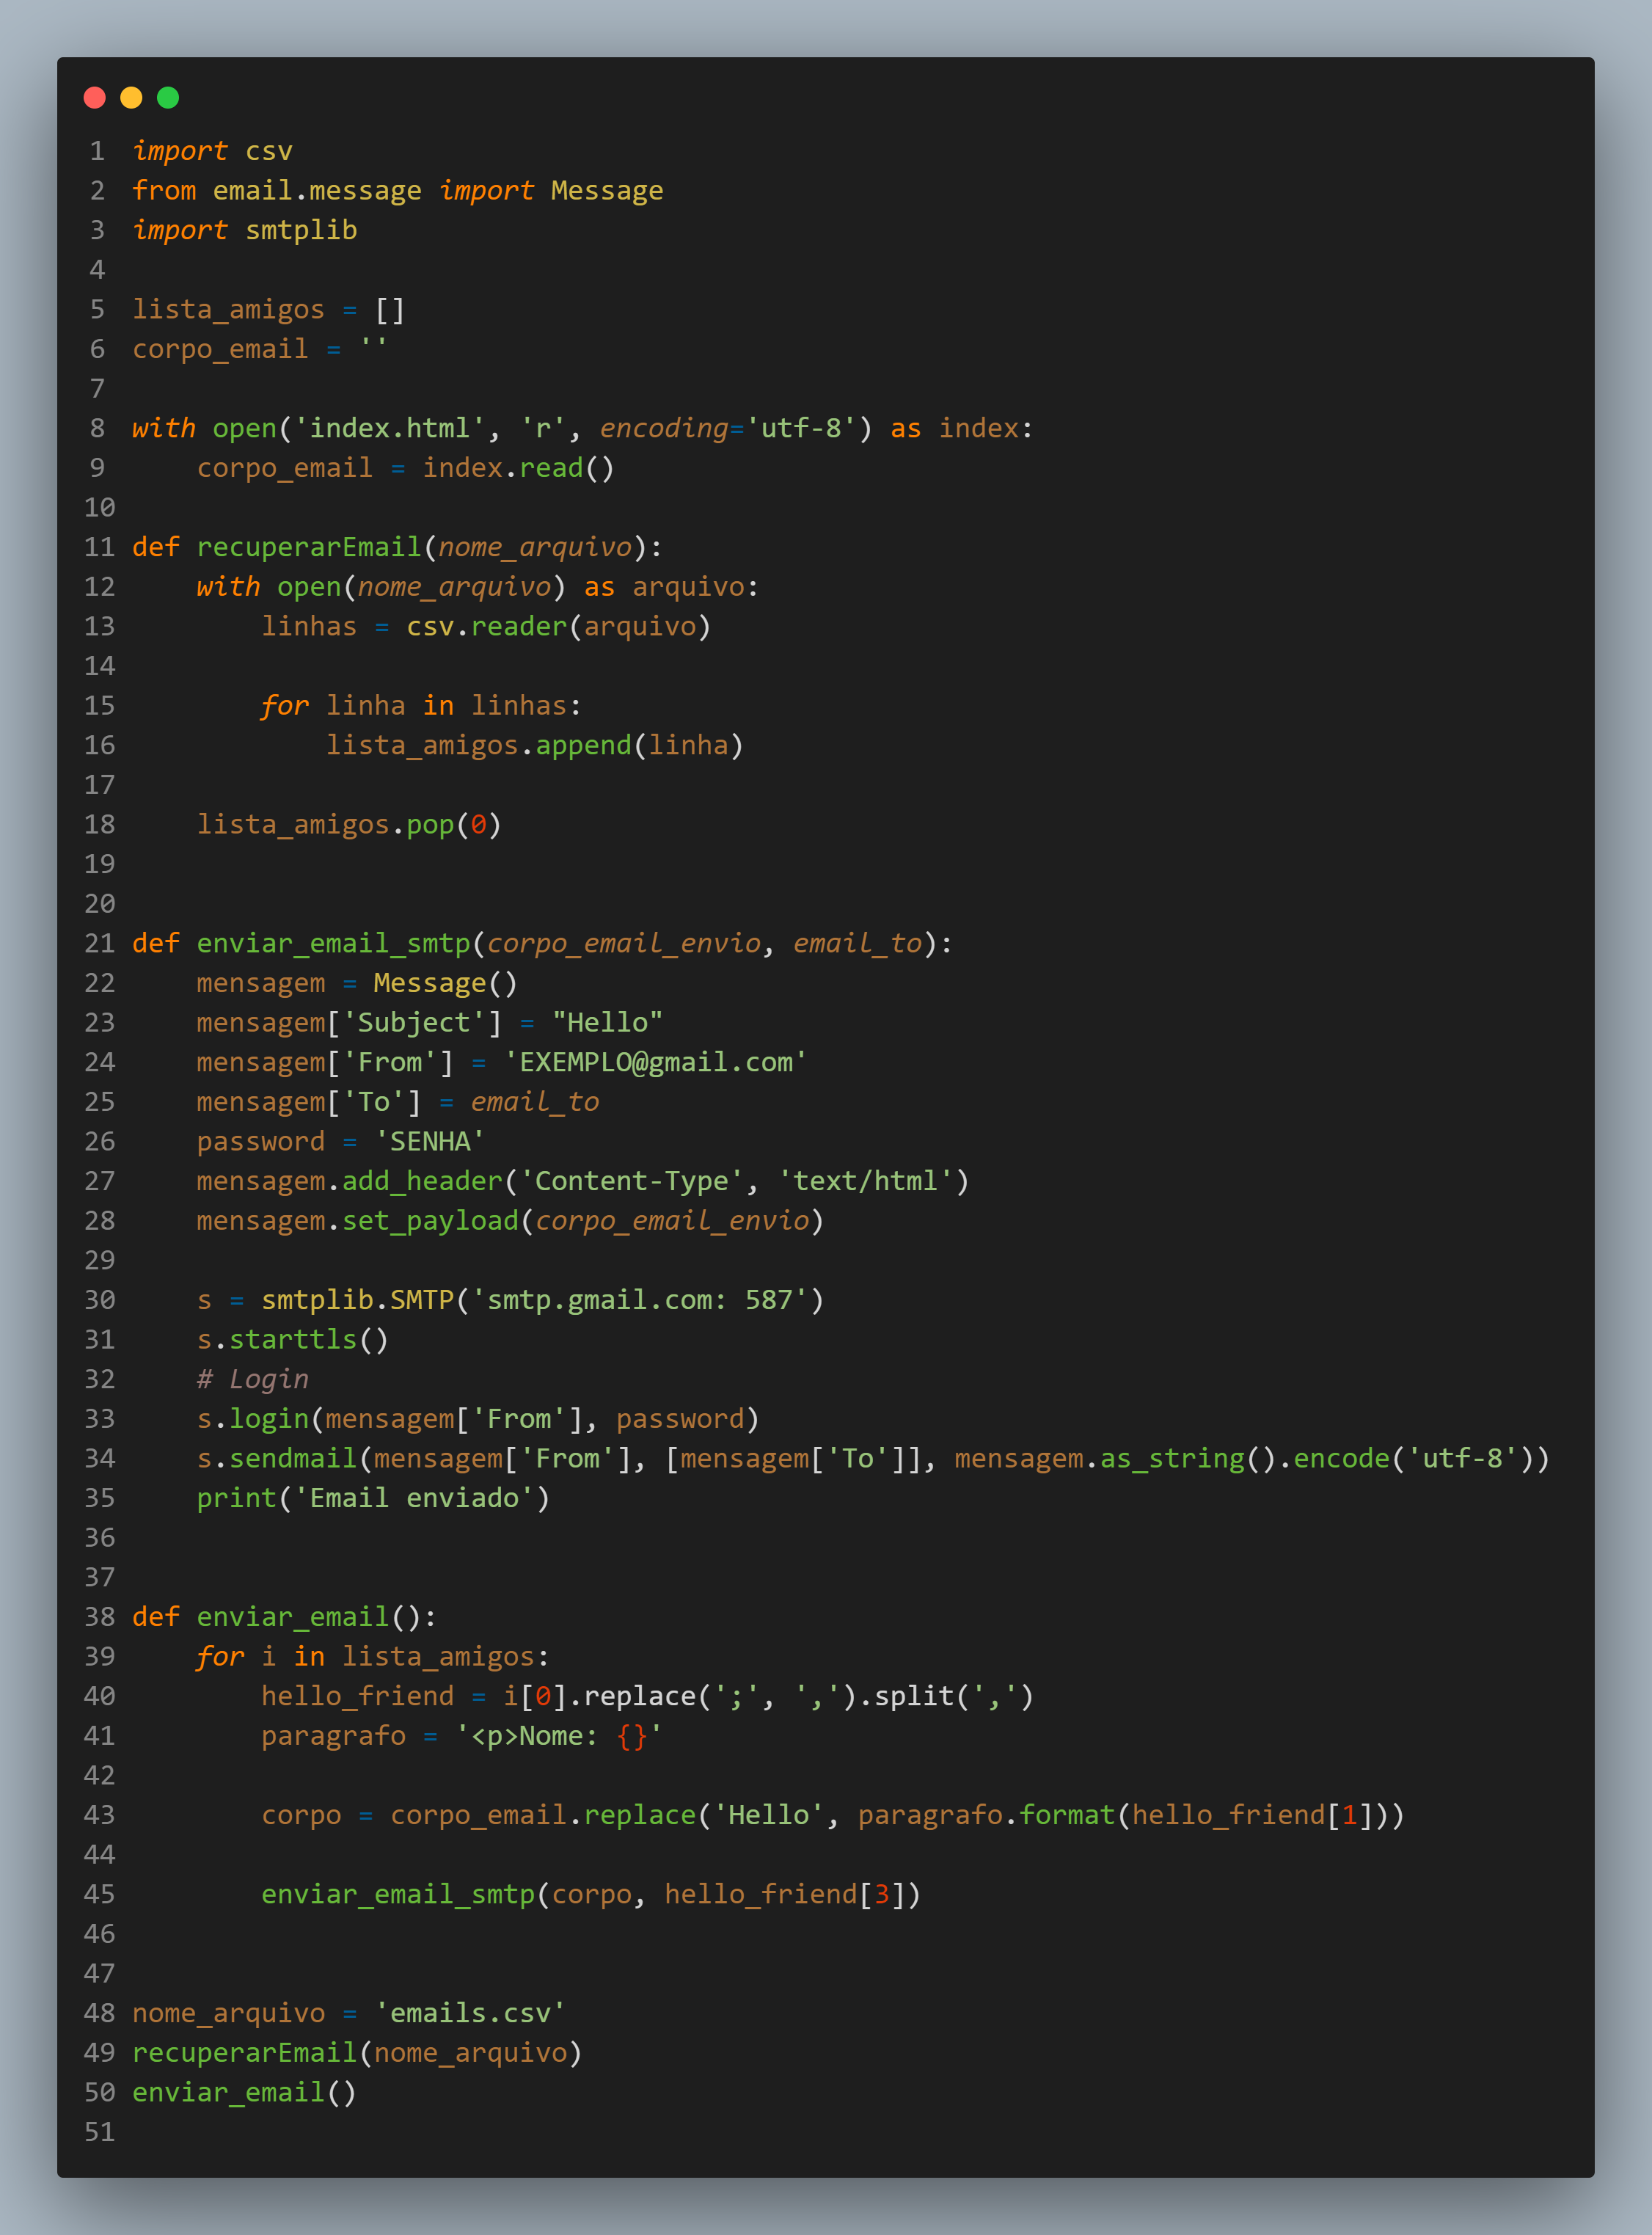 1 import csv
2 from email.message import Message
3 import smtplib
4
5 lista_amigos = []
6 corpo_email = ''
7
8 with open('index.html', 'r', encoding='utf-8') as index:
9     corpo_email = index.read()
10
11 def recuperarEmail(nome_arquivo):
12     with open(nome_arquivo) as arquivo:
13         linhas = csv.reader(arquivo)
14
15         for linha in linhas:
16             lista_amigos.append(linha)
17
18     lista_amigos.pop(0)
19
20
21 def enviar_email_smtp(corpo_email_envio, email_to):
22     mensagem = Message()
23     mensagem['Subject'] = "Hello"
24     mensagem['From'] = 'EXEMPLO@gmail.com'
25     mensagem['To'] = email_to
26     password = 'SENHA'
27     mensagem.add_header('Content-Type', 'text/html')
28     mensagem.set_payload(corpo_email_envio)
29
30     s = smtplib.SMTP('smtp.gmail.com: 587')
31     s.starttls()
32     # Login
33     s.login(mensagem['From'], password)
34     s.sendmail(mensagem['From'], [mensagem['To']], mensagem.as_string().encode('utf-8'))
35     print('Email enviado')
36
37
38 def enviar_email():
39     for i in lista_amigos:
40         hello_friend = i[0].replace(';', ',').split(',')
41         paragrafo = '<p>Nome: {}'
42
43         corpo = corpo_email.replace('Hello', paragrafo.format(hello_friend[1]))
44
45         enviar_email_smtp(corpo, hello_friend[3])
46
47
48 nome_arquivo = 'emails.csv'
49 recuperarEmail(nome_arquivo)
50 enviar_email()
51